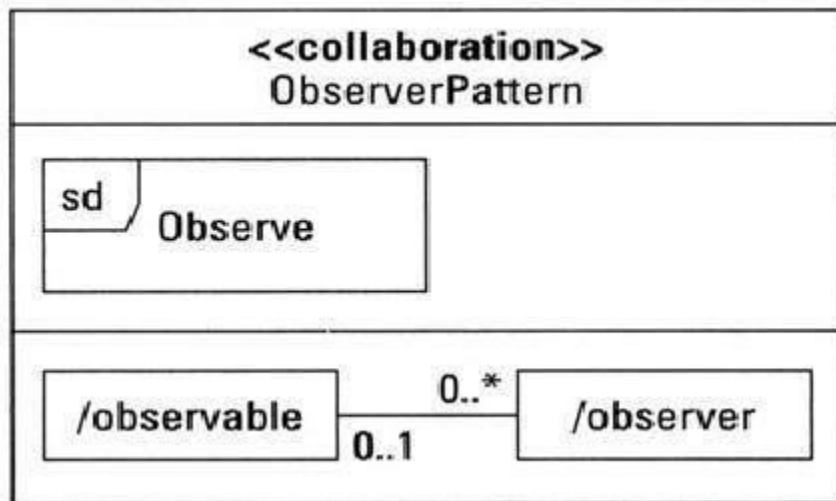 <<collaboration>>
ObserverPattern
sd
Observe
/observable
0..1
0..*
/observer